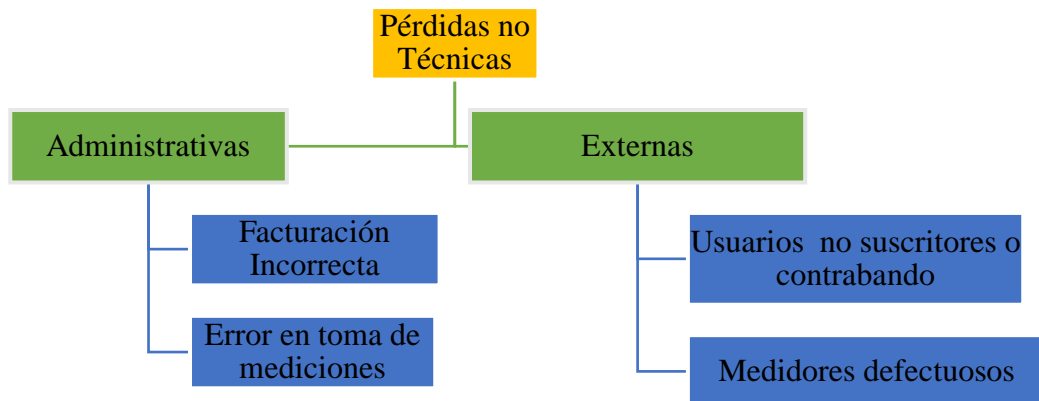 Pérdidas no
Técnicas
Administrativas
Externas
Facturación
Incorrecta
Error en toma de
mediciones
Usuarios  no suscritores o
contrabando
Medidores defectuosos